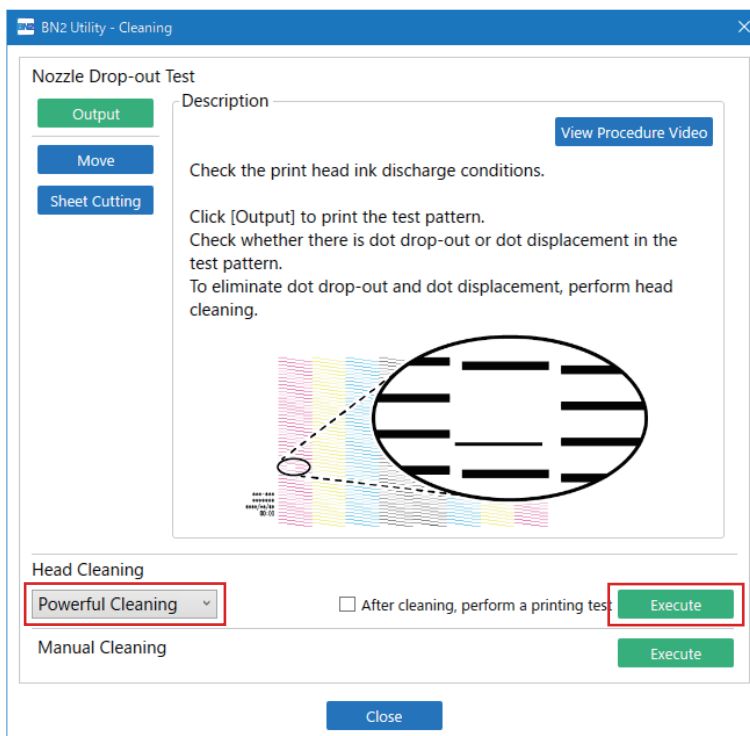 BN2 Utility - Cleaning
Nozzle Drop-out Test
Output
Move
Sheet Cutting
Description
View Procedure Video
Check the print head ink discharge conditions.
Click [Output] to print the test pattern.
Check whether there is dot drop-out or dot displacement in the
test pattern.
To eliminate dot drop-out and dot displacement, perform head
cleaning.
Head Cleaning
Powerful Cleaning
After cleaning, perform a printing test
Execute
Manual Cleaning
Execute
Close